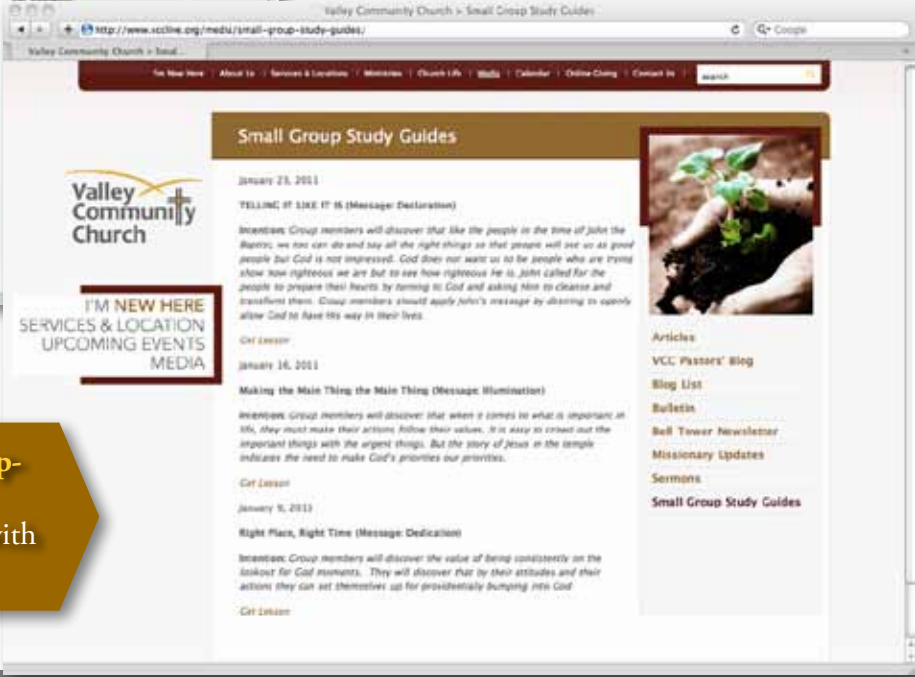 Valley Community Church > Small Group Study Guides
http://www.vcclive.org/media/small-group-study-guides/
Google
Valley Community Church > Smal...
I'm New Here | About Us | Services & Locations | Ministries | Church Life | Media | Calendar | Online Giving | Contact Us |
search
Small Group Study Guides
Valley
Community
Church
I'M NEW HERE
SERVICES & LOCATION
UPCOMING EVENTS
MEDIA
January 23, 2011
TELLING IT LIKE IT IS (Message: Declaration)
Intention: Group members will discover that like the people in the time of John the
Baptist, we too can do and say all the right things so that people will see us as good
people but God is not impressed. God does not want us to be people who are trying
show how righteous we are but to see how righteous He is. John called for the
people to prepare their hearts by turning to God and asking Him to cleanse and
transform them. Group members should apply John's message by desiring to openly
allow God to have His way in their lives.
Get Lesson
January 16, 2011
Making the Main Thing the Main Thing (Message: Illumination)
Intention: Group members will discover that when it comes to what is important in
life, they must make their actions follow their values. It is easy to crowd out the
important things with the urgent things. But the story of Jesus in the temple
indicates the need to make God's priorities our priorities.
Get Lesson
January 9, 2011
Right Place, Right Time (Message: Dedication)
Intention: Group members will discover the value of being consistently on the
lookout for God moments. They will discover that by their attitudes and their
actions they can set themselves up for providentially bumping into God
Get Lesson
Articles
VCC Pastors' Blog
Blog List
Bulletin
Bell Tower Newsletter
Missionary Updates
Sermons
Small Group Study Guides
p-
with